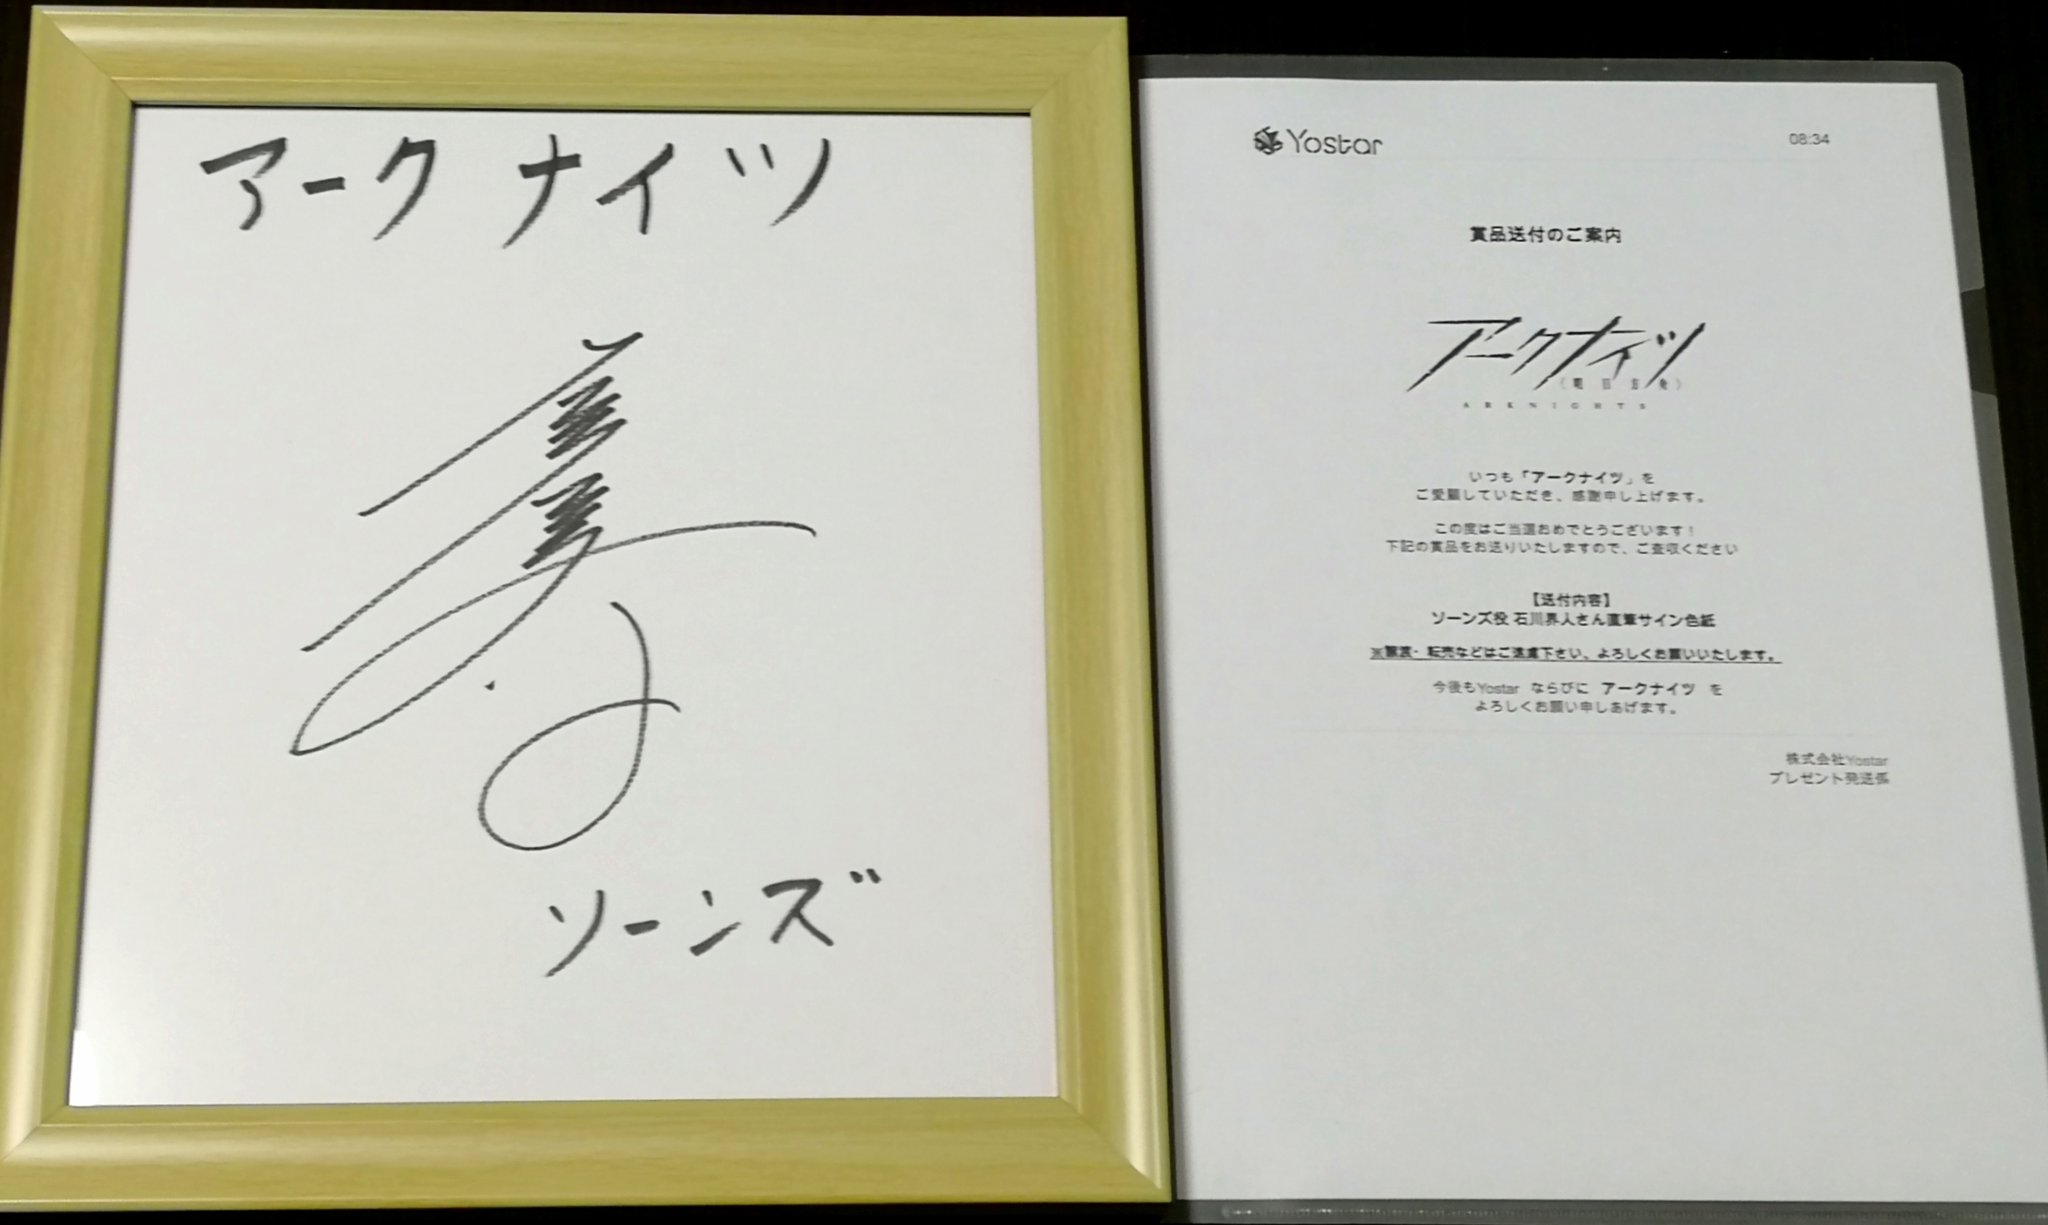 アークナイツ
ソーンズ
Yostar
08:34
賞品送付のご案内
アークナイツ
(明日方舟)
ARKNIGHTS
いつも「アークナイツ」を
ご愛顧していただき、感謝申し上げます。
この度はご当選おめでとうございます！
下記の賞品をお送りいたしますので、ご査収ください
【送付内容】
ソーンズ役 石川界人さん直筆サイン色紙
※譲渡・転売などはご遠慮下さい、よろしくお願いいたします。
今後もYostar ならびに アークナイツ を
よろしくお願い申しあげます。
株式会社Yostar
プレゼント発送係